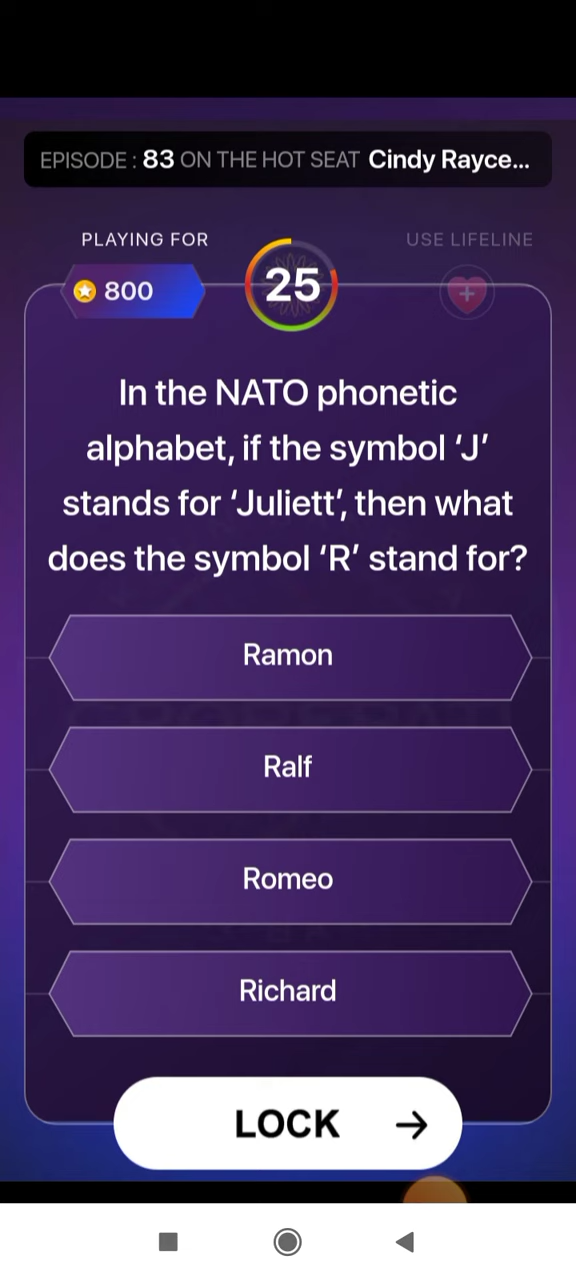 EPISODE : 83 ON THE HOT SEAT Cindy Rayce...
PLAYING FOR
USE LIFELINE
800
25
In the NATO phonetic
alphabet, if the symbol ‘J’
stands for ‘Juliett’, then what
does the symbol ‘R’ stand for?
Ramon
Ralf
Romeo
Richard
LOCK